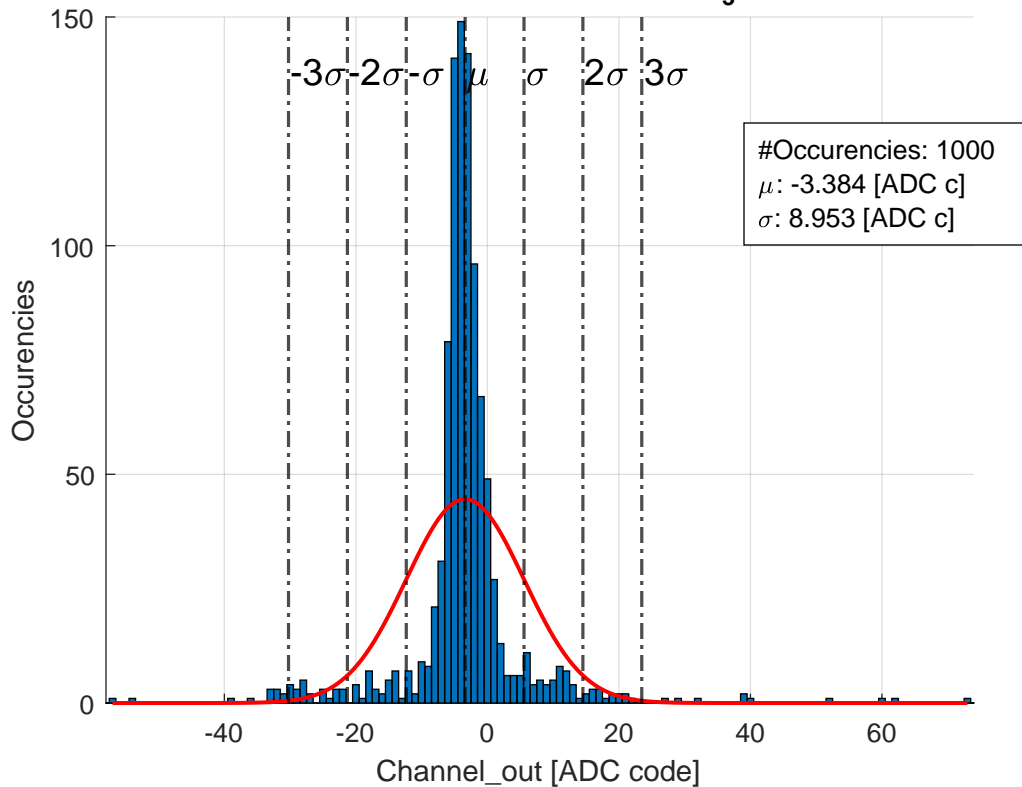 150
-3σ -2σ -σ μ σ 2σ 3σ
#Occurencies: 1000
μ: -3.384 [ADC c]
σ: 8.953 [ADC c]
100
Occurencies
50
0
-40 -20 0 20 40 60
Channel_out [ADC code]